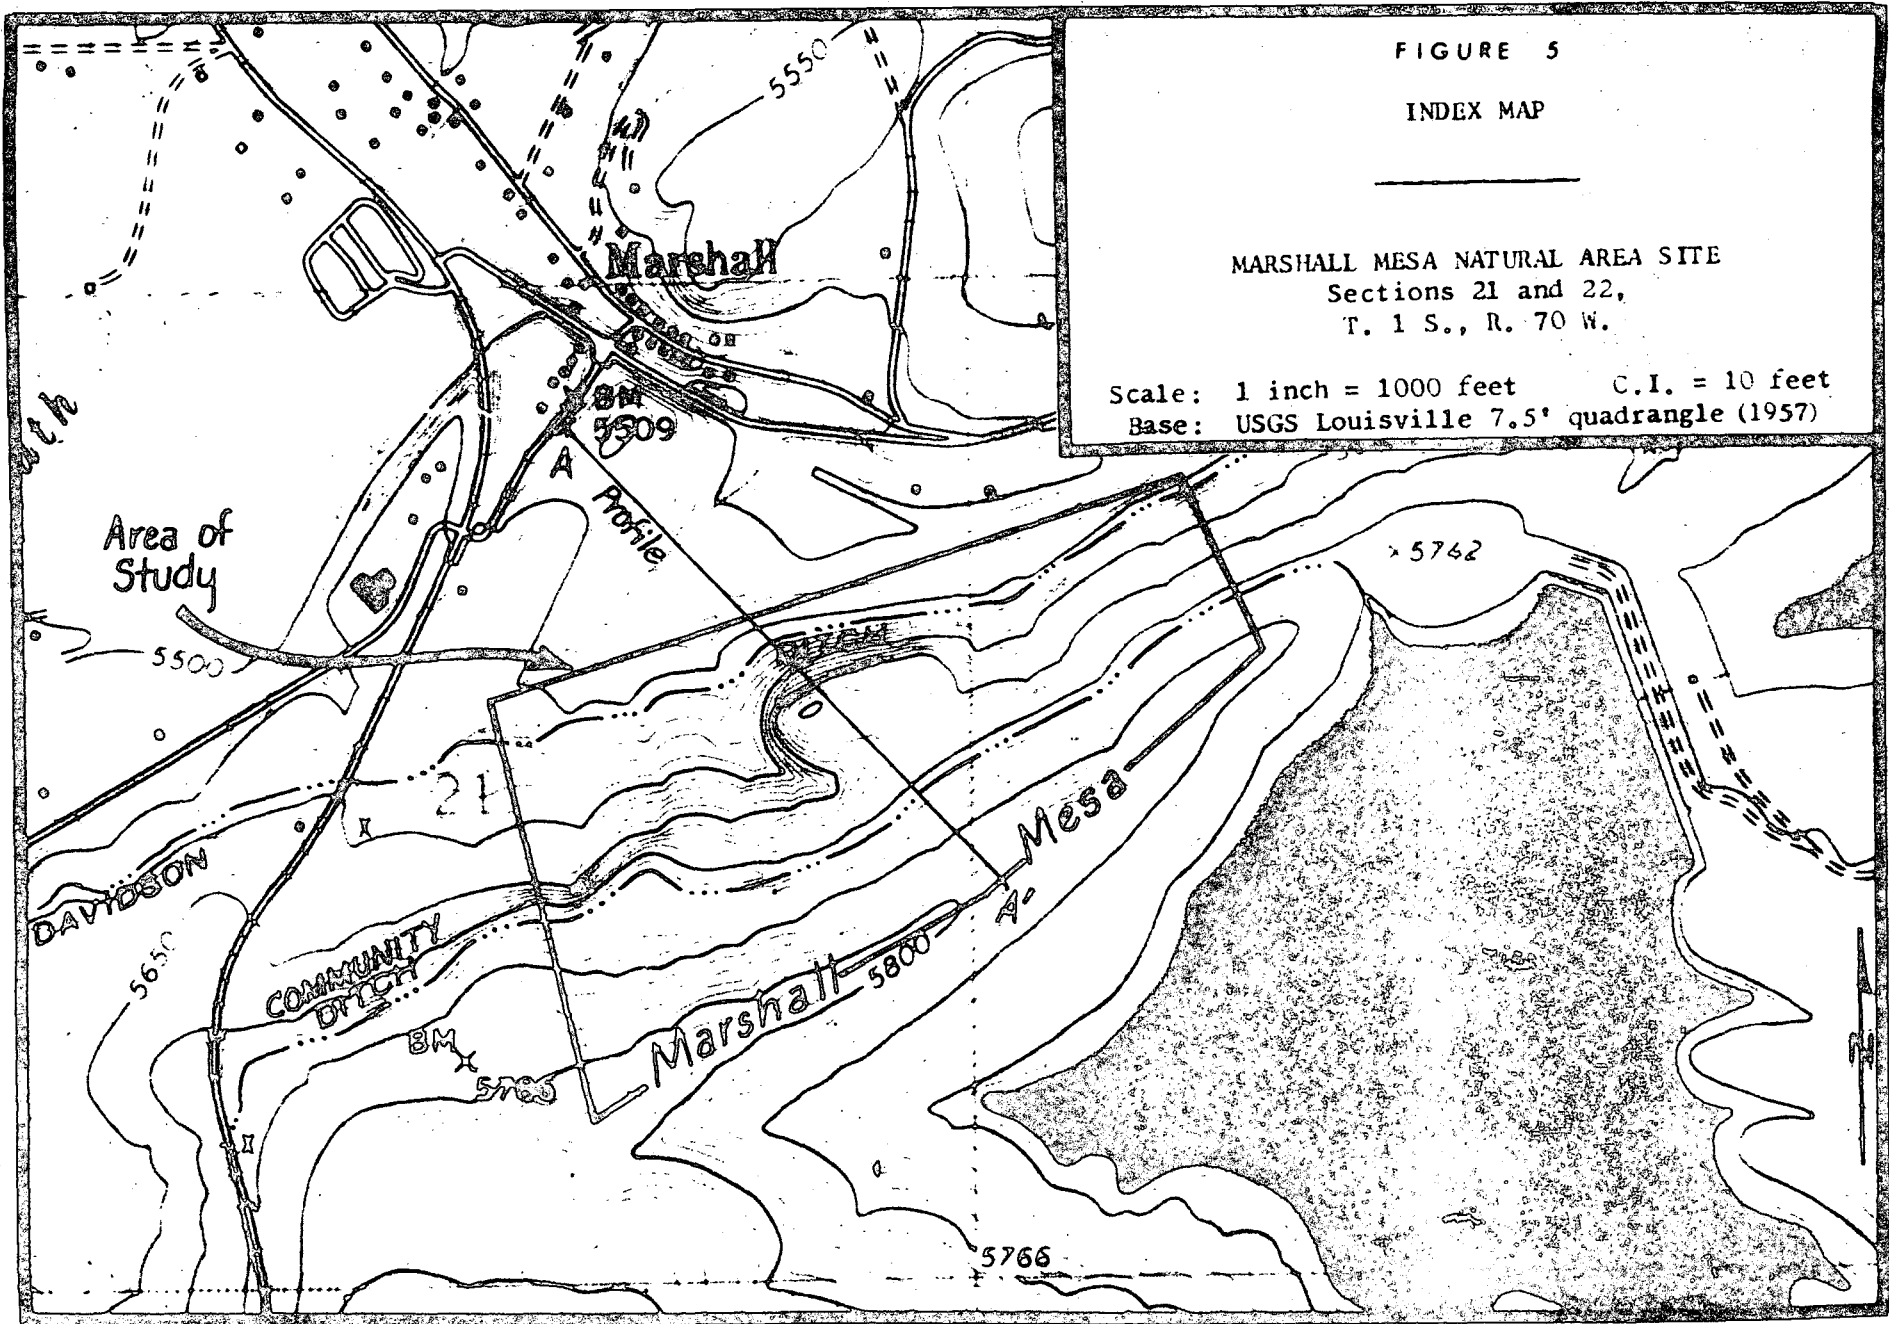 FIGURE 5
INDEX MAP
MARSHALL MESA NATURAL AREA SITE
Sections 21 and 22,
T. 1 S., R. 70 W.
Scale: 1 inch = 1000 feet C.I. = 10 feet
Base: USGS Louisville 7.5' quadrangle (1957)
5550
Marshall
BM
5509
A
Profile
Area of
Study
5500
5762
21
DAVIDSON
Mesa
A'
5650
COMMUNITY
DITCH
Marshall
5800
BM
N
5766